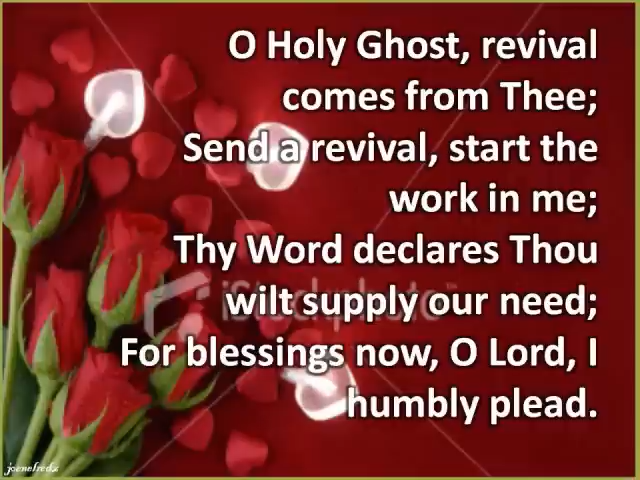 O Holy Ghost, revival
comes from Thee;
Send a revival, start the
work in me;
Thy Word declares Thou
wilt supply our need;
For blessings now, O Lord, I
humbly plead.
iStockphoto